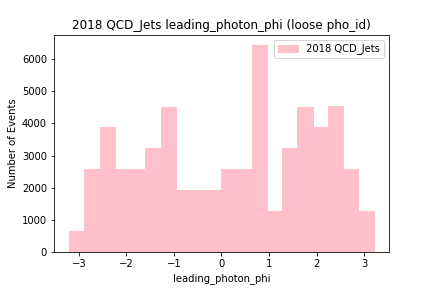 2018 QCD_Jets leading_photon_phi (loose pho_id)
2018 QCD_Jets
Number of Events
6000
5000
4000
3000
2000
1000
0
−3 −2 −1 0 1 2 3
leading_photon_phi